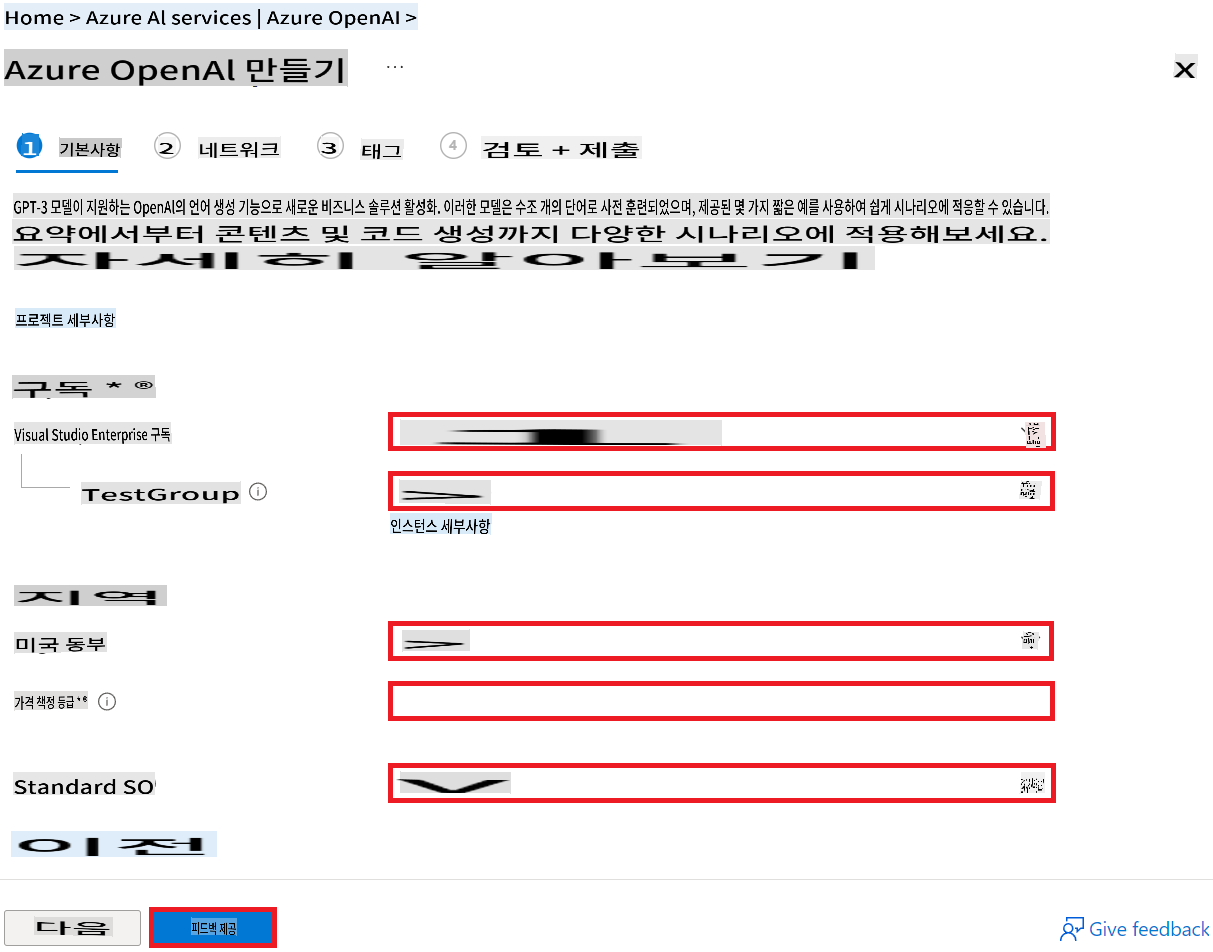 Home > Azure Al services | Azure OpenAI >
Azure OpenAl 만들기 ...
X
1 기본사항 2 네트워크 3 태그 4 검토 + 제출
GPT-3 모델이 지원하는 OpenAI의 언어 생성 기능으로 새로운 비즈니스 솔루션 활성화. 이러한 모델은 수조 개의 단어로 사전 훈련되었으며, 제공된 몇 가지 짧은 예를 사용하여 쉽게 시나리오에 적응할 수 있습니다.
요약에서부터 콘텐츠 및 코드 생성까지 다양한 시나리오에 적용해보세요.
자세히 알아보기
프로젝트 세부사항
구독 * ®
Visual Studio Enterprise 구독
TestGroup
인스턴스 세부사항
지역
미국 동부
가격 책정 등급 *
Standard SO
이전
다음 피드백 제공
Give feedback